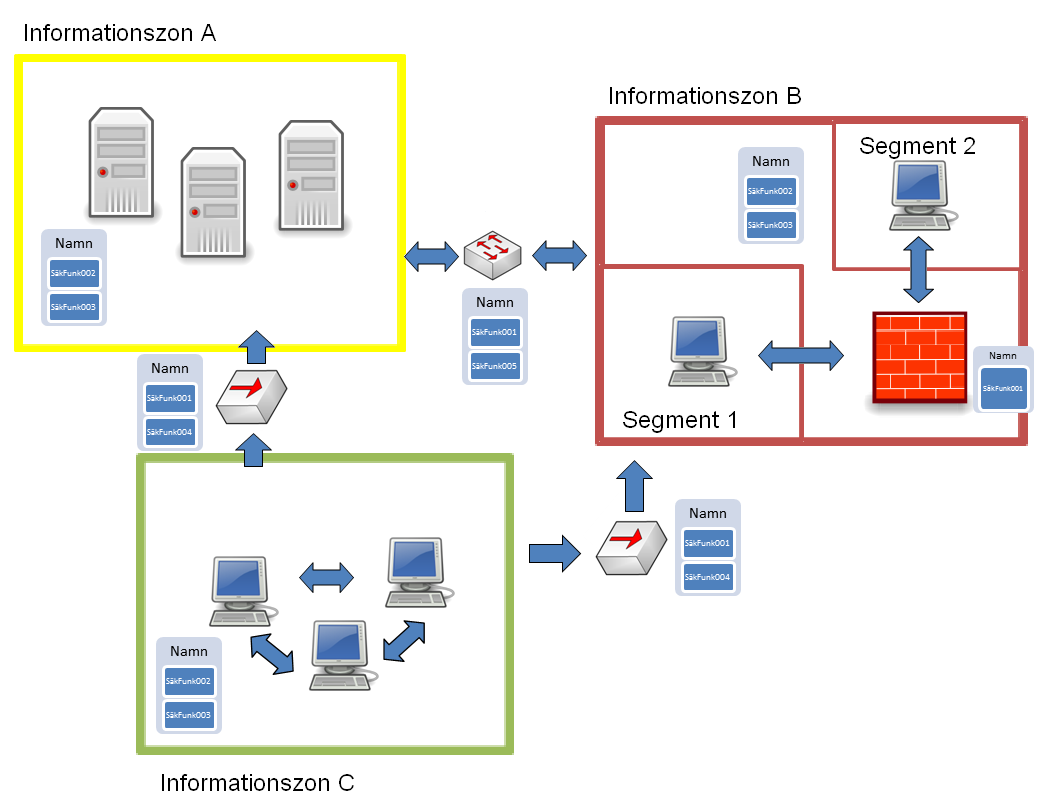 Informationszon A
Namn
SäkFunk002
SäkFunk003
Informationszon B
Segment 2
Namn
SäkFunk002
SäkFunk003
Namn
SäkFunk001
SäkFunk005
Segment 1
Namn
SäkFunk001
Namn
SäkFunk001
SäkFunk004
Namn
SäkFunk001
SäkFunk004
Namn
SäkFunk002
SäkFunk003
Informationszon C